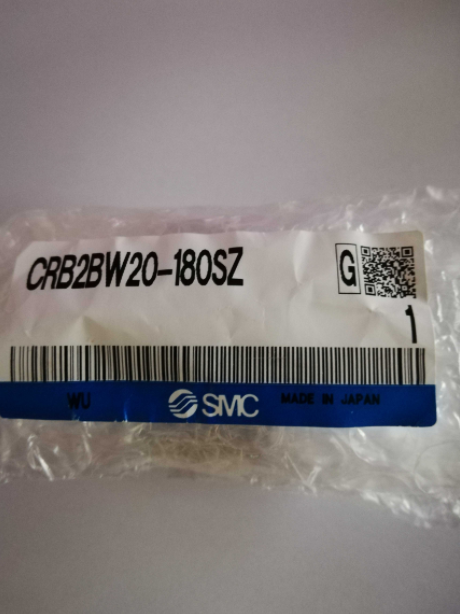 CRB2BW20-180SZ
G
1
WU SMC MADE IN JAPAN